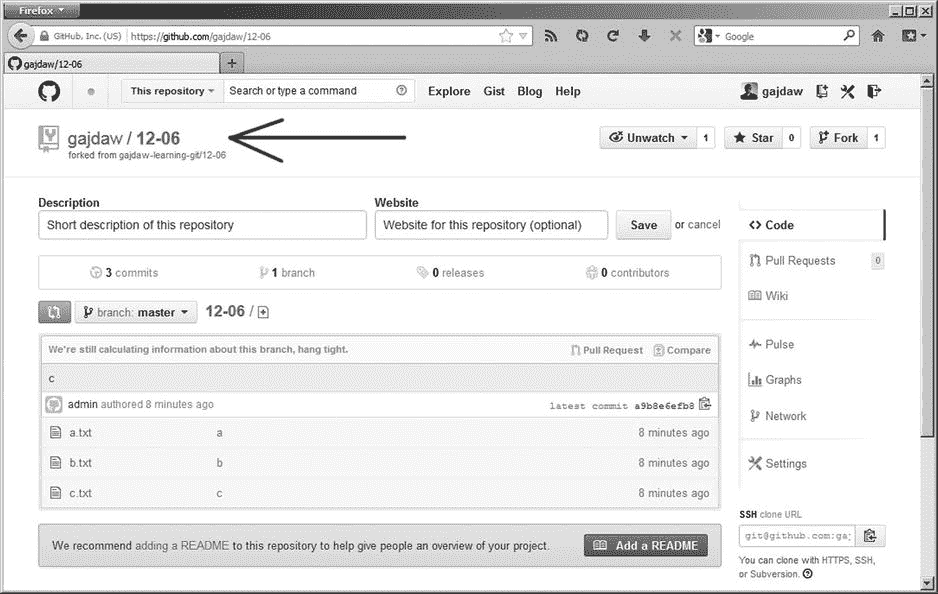 Firefox
GitHub, Inc. (US) https://github.com/gajdaw/12-06
Google
gajdaw/12-06
This repository Search or type a command Explore Gist Blog Help gajdaw
gajdaw / 12-06
forked from gajdaw-learning-git/12-06
Unwatch 1 Star 0 Fork 1
Description Website
Short description of this repository Website for this repository (optional) Save or cancel
3 commits 1 branch 0 releases 0 contributors
branch: master 12-06 /
We're still calculating information about this branch, hang tight. Pull Request Compare
c
admin authored 8 minutes ago latest commit a9b8e6efb8
a.txt a 8 minutes ago
b.txt b 8 minutes ago
c.txt c 8 minutes ago
We recommend adding a README to this repository to help give people an overview of your project. Add a README
Code
Pull Requests 0
Wiki
Pulse
Graphs
Network
Settings
SSH clone URL
git@github.com:gaj
You can clone with HTTPS, SSH,
or Subversion.